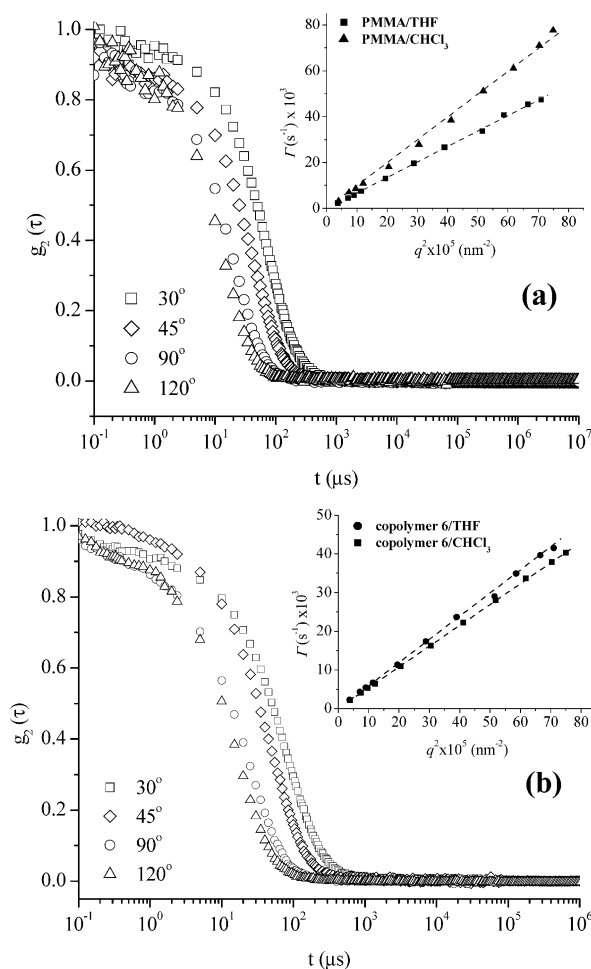 PMMA/THF
PMMA/CHCl₃
Γ(s⁻¹) x 10³
80
60
40
20
0
0 10 20 30 40 50 60 70 80
q²x10⁵ (nm⁻²)
g₂ (τ)
1.0
0.8
0.6
0.4
0.2
0.0
30°
45°
90°
120°
(a)
10⁻¹ 10⁰ 10¹ 10² 10³ 10⁴ 10⁵ 10⁶ 10⁷
t (μs)
copolymer 6/THF
copolymer 6/CHCl₃
Γ(s⁻¹) x10³
50
40
30
20
10
0
0 10 20 30 40 50 60 70 80
q²x10⁵ (nm⁻²)
g₂ (τ)
1.0
0.8
0.6
0.4
0.2
0.0
30°
45°
90°
120°
(b)
10⁻¹ 10⁰ 10¹ 10² 10³ 10⁴ 10⁵ 10⁶
t (μs)